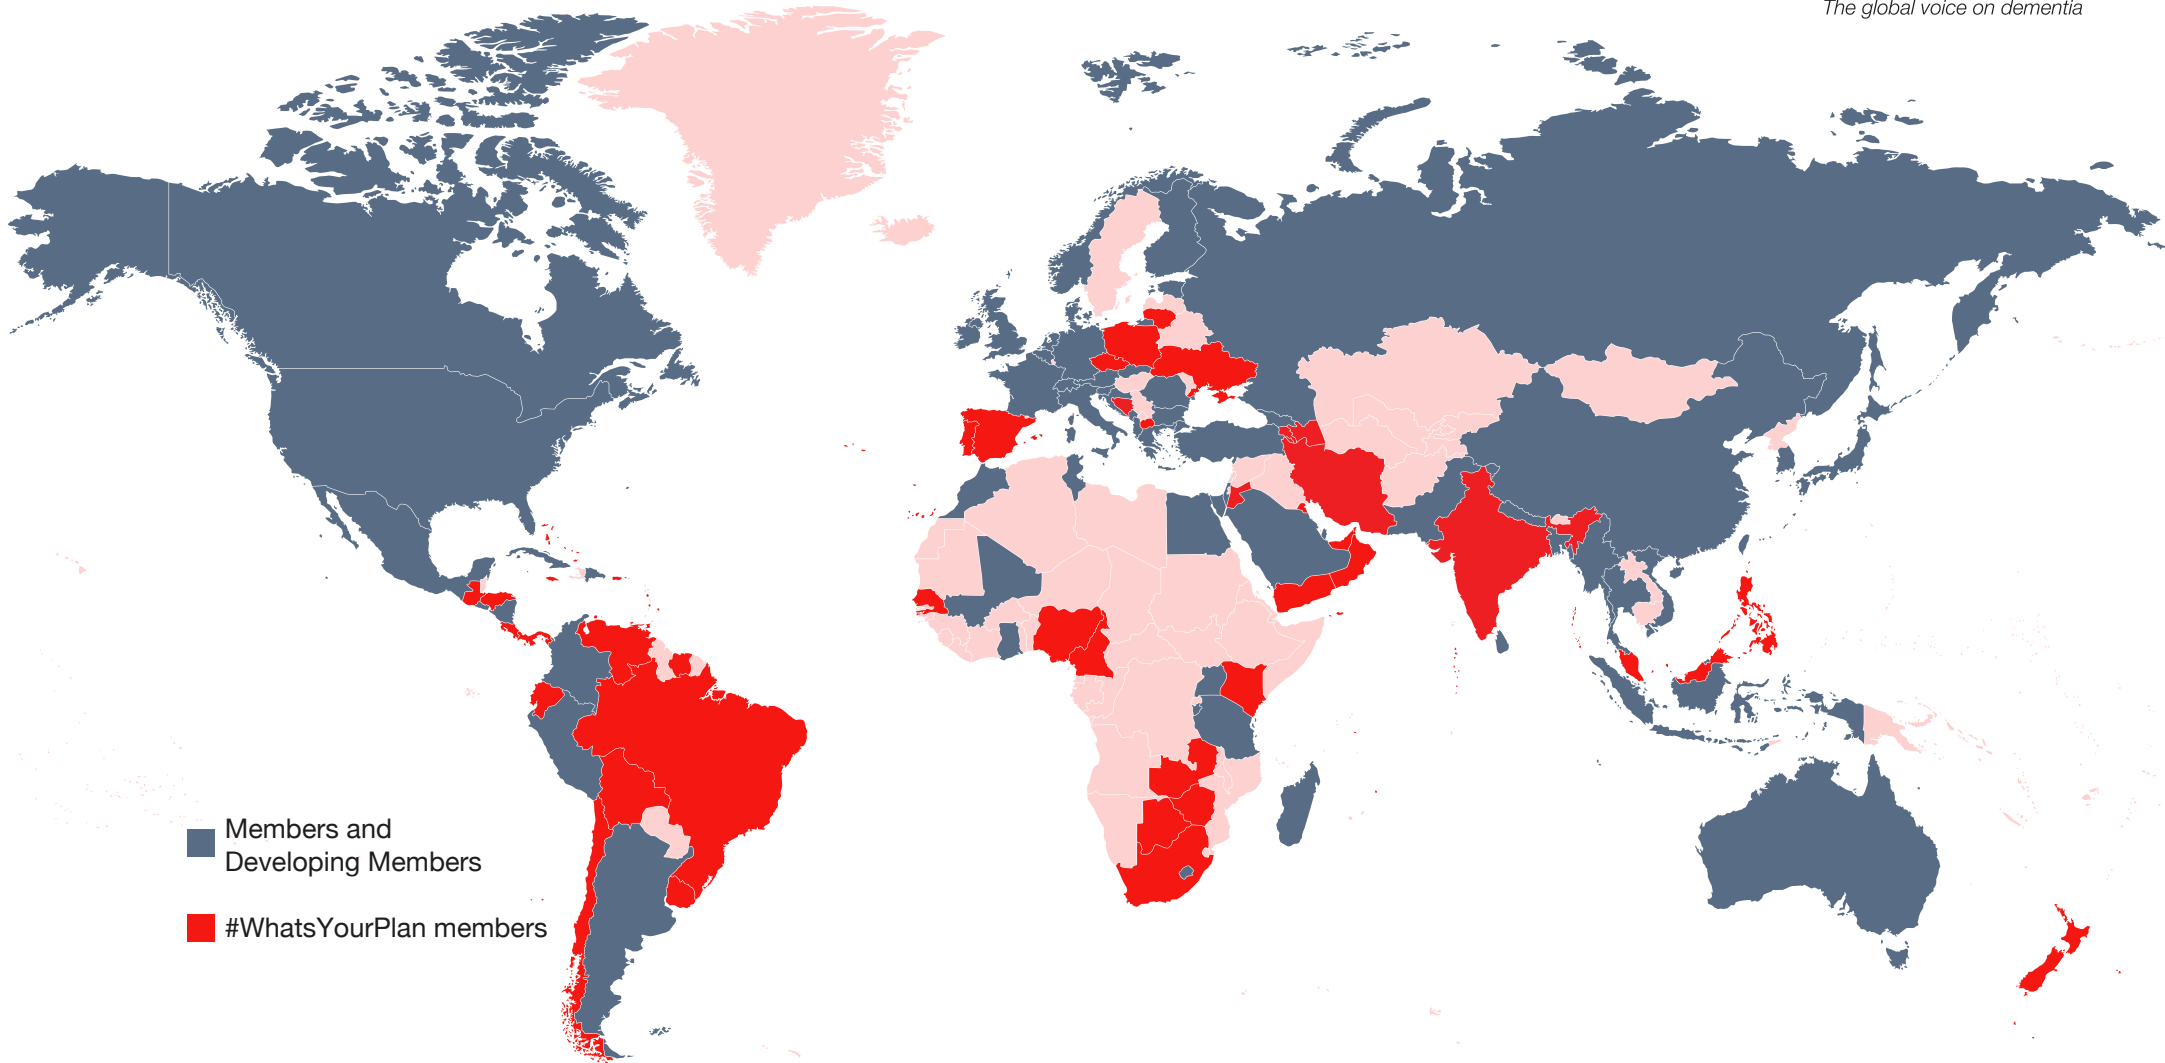 The global voice on dementia
Members and
Developing Members
#WhatsYourPlan members